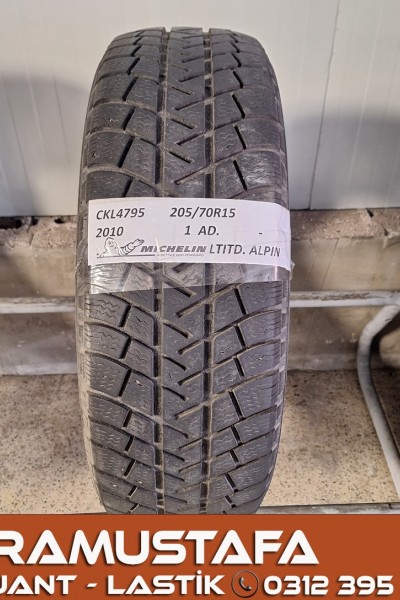 CKL4795 205/70R15
2010 1 AD. -
- MICHELIN LTITD. ALPIN
RAMUSTAFA
JANT - LASTİK 0312 395